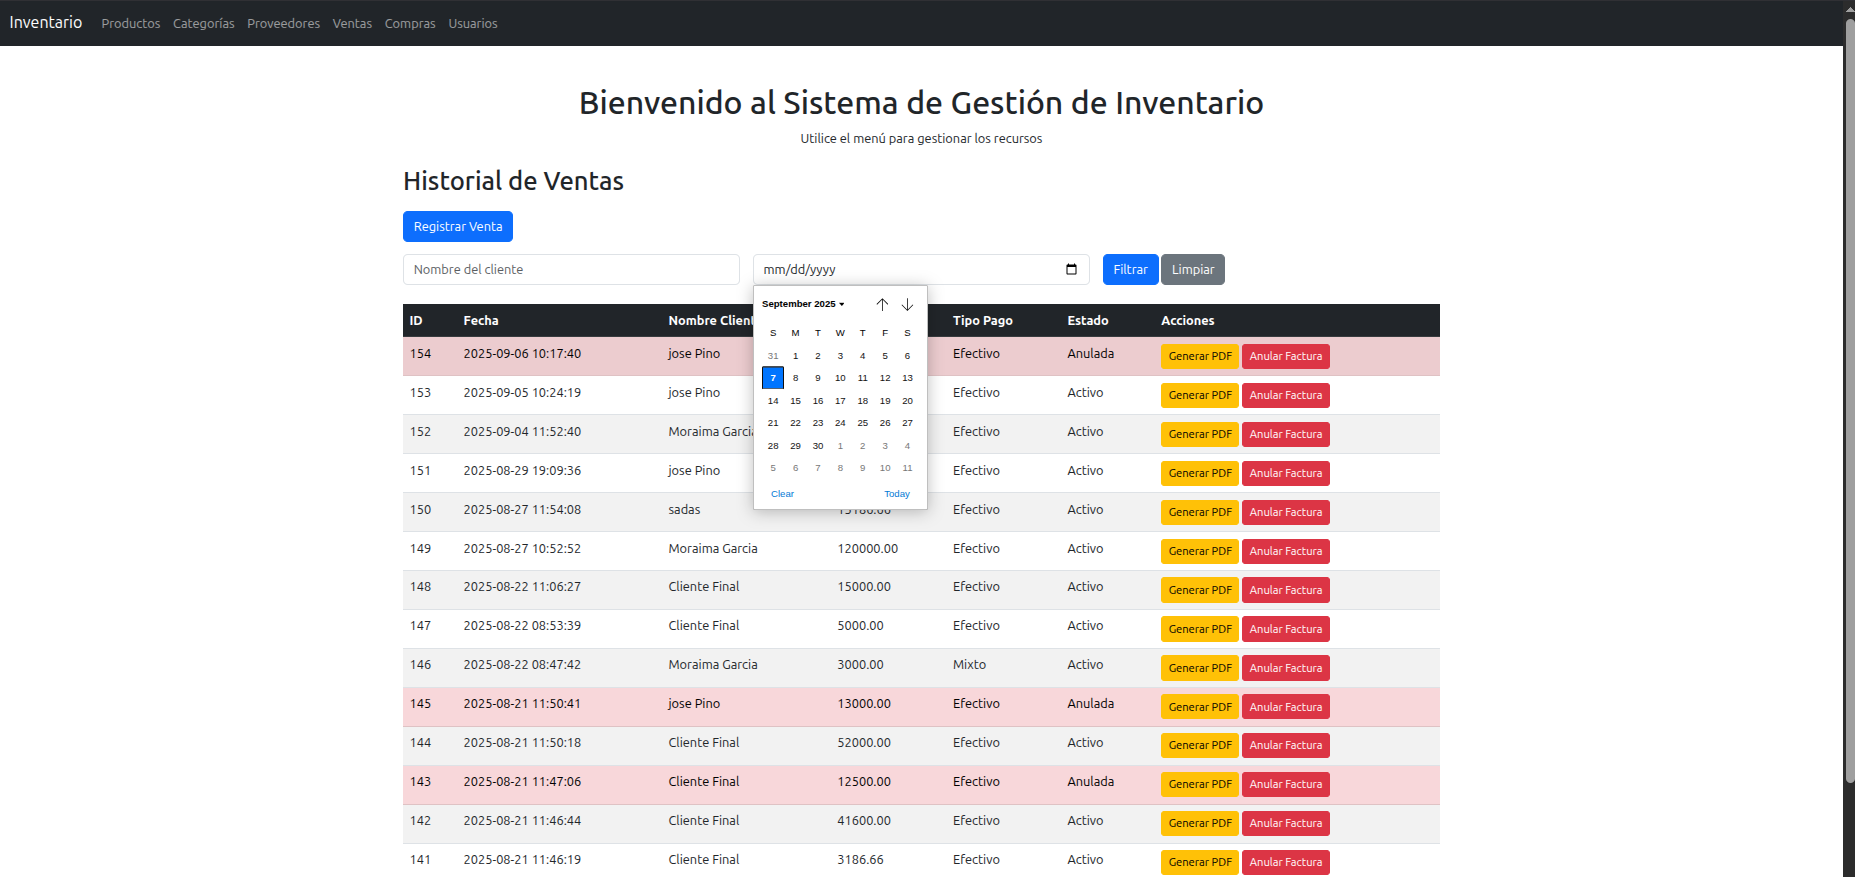 Inventario Productos Categorías Proveedores Ventas Compras Usuarios
Bienvenido al Sistema de Gestión de Inventario
Utilice el menú para gestionar los recursos
Historial de Ventas
Registrar Venta
Nombre del cliente mm/dd/yyyy Filtrar Limpiar
September 2025
S M T W T F S
31 1 2 3 4 5 6
7 8 9 10 11 12 13
14 15 16 17 18 19 20
21 22 23 24 25 26 27
28 29 30 1 2 3 4
5 6 7 8 9 10 11
Clear Today
ID Fecha Nombre Tipo Pago Estado Acciones
154 2025-09-06 10:17:40 jose Pino Efectivo Anulada Generar PDF Anular Factura
153 2025-09-05 10:24:19 jose Pino Efectivo Activo Generar PDF Anular Factura
152 2025-09-04 11:52:40 Moraima Garcia Efectivo Activo Generar PDF Anular Factura
151 2025-08-29 19:09:36 jose Pino Efectivo Activo Generar PDF Anular Factura
150 2025-08-27 11:54:08 sadas Efectivo Activo Generar PDF Anular Factura
149 2025-08-27 10:52:52 Moraima Garcia 120000.00 Efectivo Activo Generar PDF Anular Factura
148 2025-08-22 11:06:27 Cliente Final 15000.00 Efectivo Activo Generar PDF Anular Factura
147 2025-08-22 08:53:39 Cliente Final 5000.00 Efectivo Activo Generar PDF Anular Factura
146 2025-08-22 08:47:42 Moraima Garcia 3000.00 Mixto Activo Generar PDF Anular Factura
145 2025-08-21 11:50:41 jose Pino 13000.00 Efectivo Anulada Generar PDF Anular Factura
144 2025-08-21 11:50:18 Cliente Final 52000.00 Efectivo Activo Generar PDF Anular Factura
143 2025-08-21 11:47:06 Cliente Final 12500.00 Efectivo Anulada Generar PDF Anular Factura
142 2025-08-21 11:46:44 Cliente Final 41600.00 Efectivo Activo Generar PDF Anular Factura
141 2025-08-21 11:46:19 Cliente Final 3186.66 Efectivo Activo Generar PDF Anular Factura